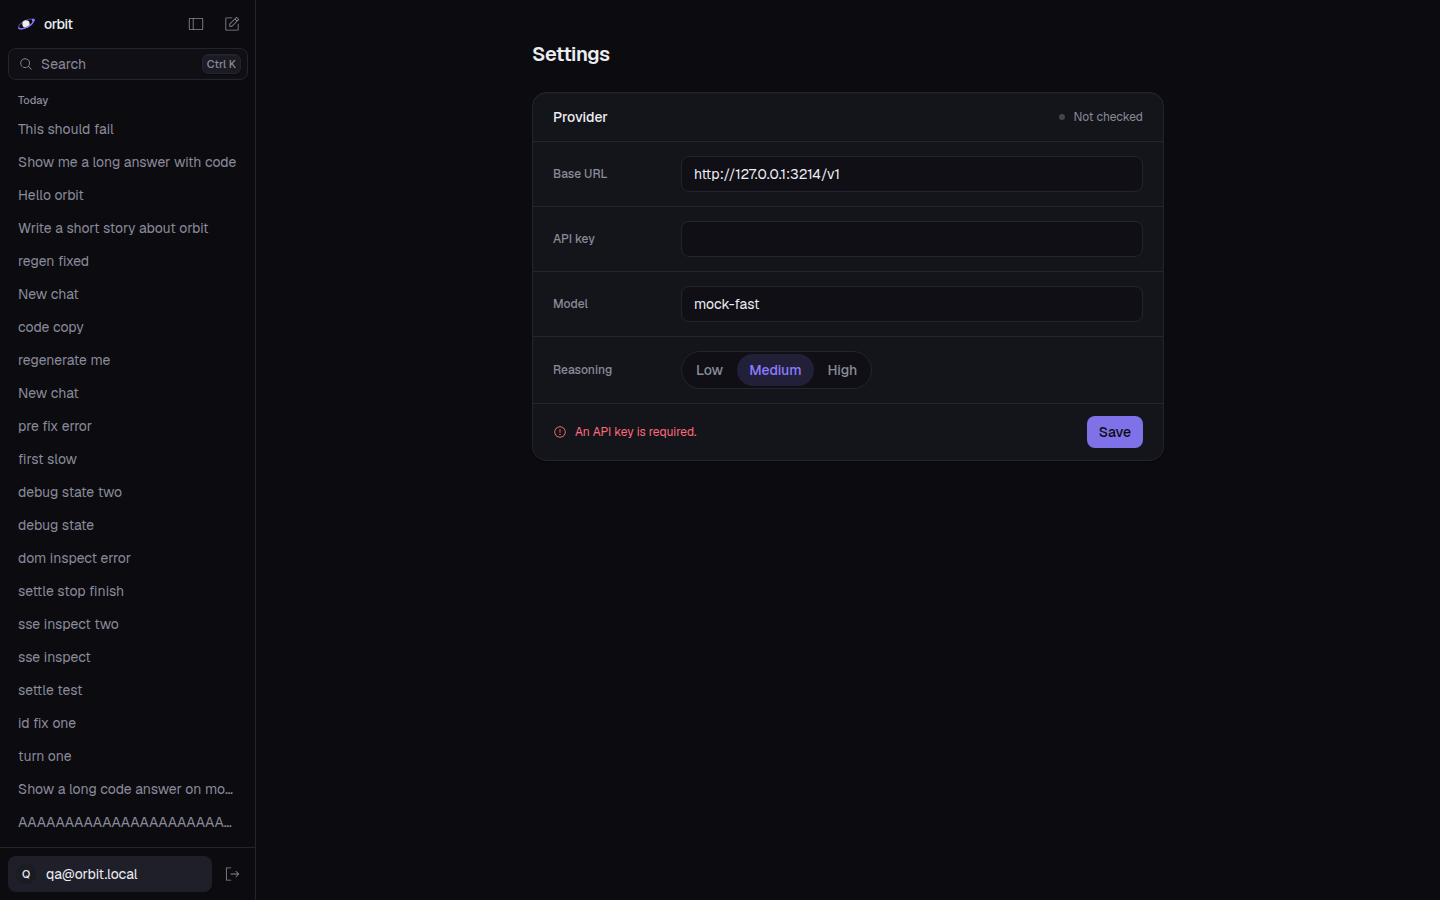 orbit
Search
Ctrl K
Today
This should fail
Show me a long answer with code
Hello orbit
Write a short story about orbit
regen fixed
New chat
code copy
regenerate me
New chat
pre fix error
first slow
debug state two
debug state
dom inspect error
settle stop finish
sse inspect two
sse inspect
settle test
id fix one
turn one
Show a long code answer on mo...
AAAAAAAAAAAAAAAAAAAAAA...
Q
qa@orbit.local
Settings
Provider
Not checked
Base URL
http://127.0.0.1:3214/v1
API key
Model
mock-fast
Reasoning
Low
Medium
High
An API key is required.
Save